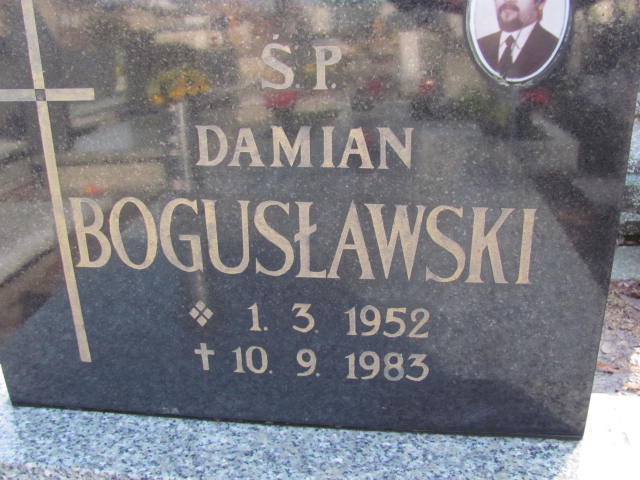 Ś P.
DAMIAN
BOGUSŁAWSKI
❖ 1. 3. 1952
✝ 10. 9. 1983